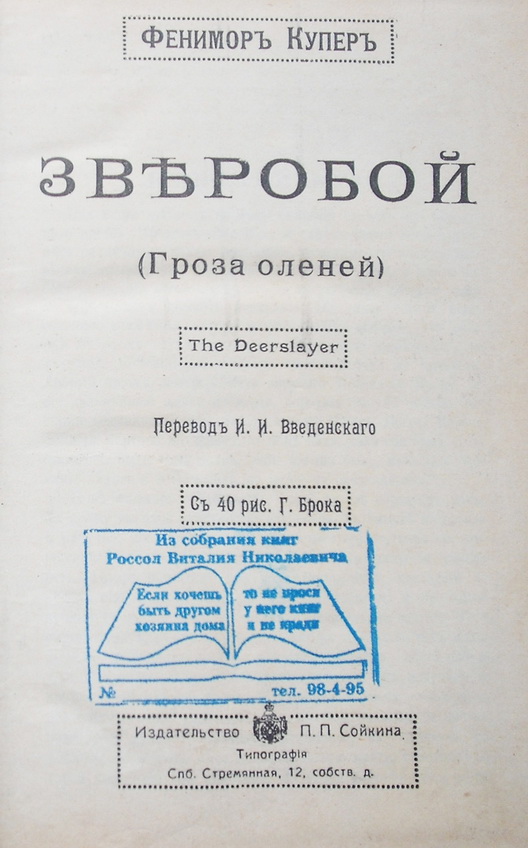 Фениморъ Куперъ
ЗВѢРОБОЙ
(Гроза оленей)
The Deerslayer
Переводъ И. И. Введенскаго
Съ 40 рис. Г. Брока
Из собрания книг
Россол Виталия Николаевича
Если хочешь
быть другом
хозяина дома
то не проси
у него книг
и не кради
№ тел. 98-4-95
Издательство П. П. Сойкина
Типографія
Спб. Стремянная, 12, собств. д.